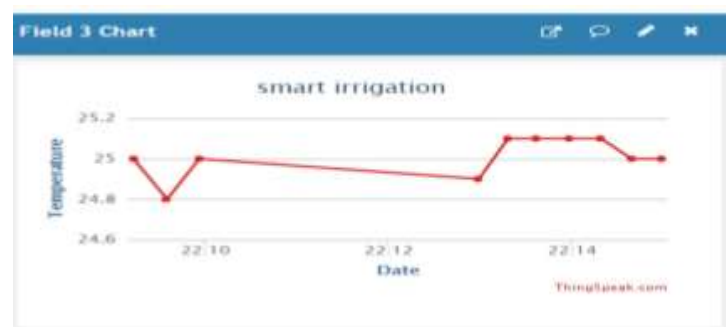 Field 3 Chart
smart irrigation
25.2
25
24.8
24.6
Temperature
22:10 22:12 22:14
Date
ThingSpeak.com